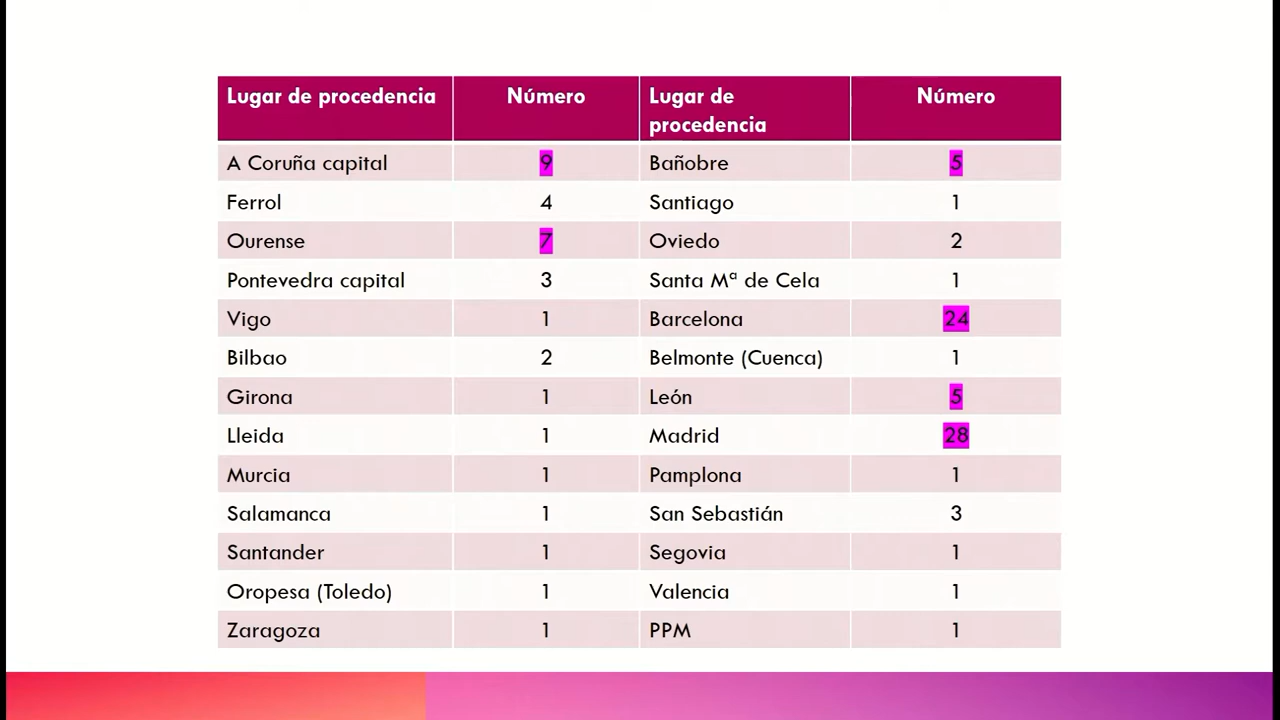 Lugar de procedencia Número Lugar de procedencia Número
A Coruña capital 9 Bañobre 5
Ferrol 4 Santiago 1
Ourense 7 Oviedo 2
Pontevedra capital 3 Santa Mª de Cela 1
Vigo 1 Barcelona 24
Bilbao 2 Belmonte (Cuenca) 1
Girona 1 León 5
Lleida 1 Madrid 28
Murcia 1 Pamplona 1
Salamanca 1 San Sebastián 3
Santander 1 Segovia 1
Oropesa (Toledo) 1 Valencia 1
Zaragoza 1 PPM 1